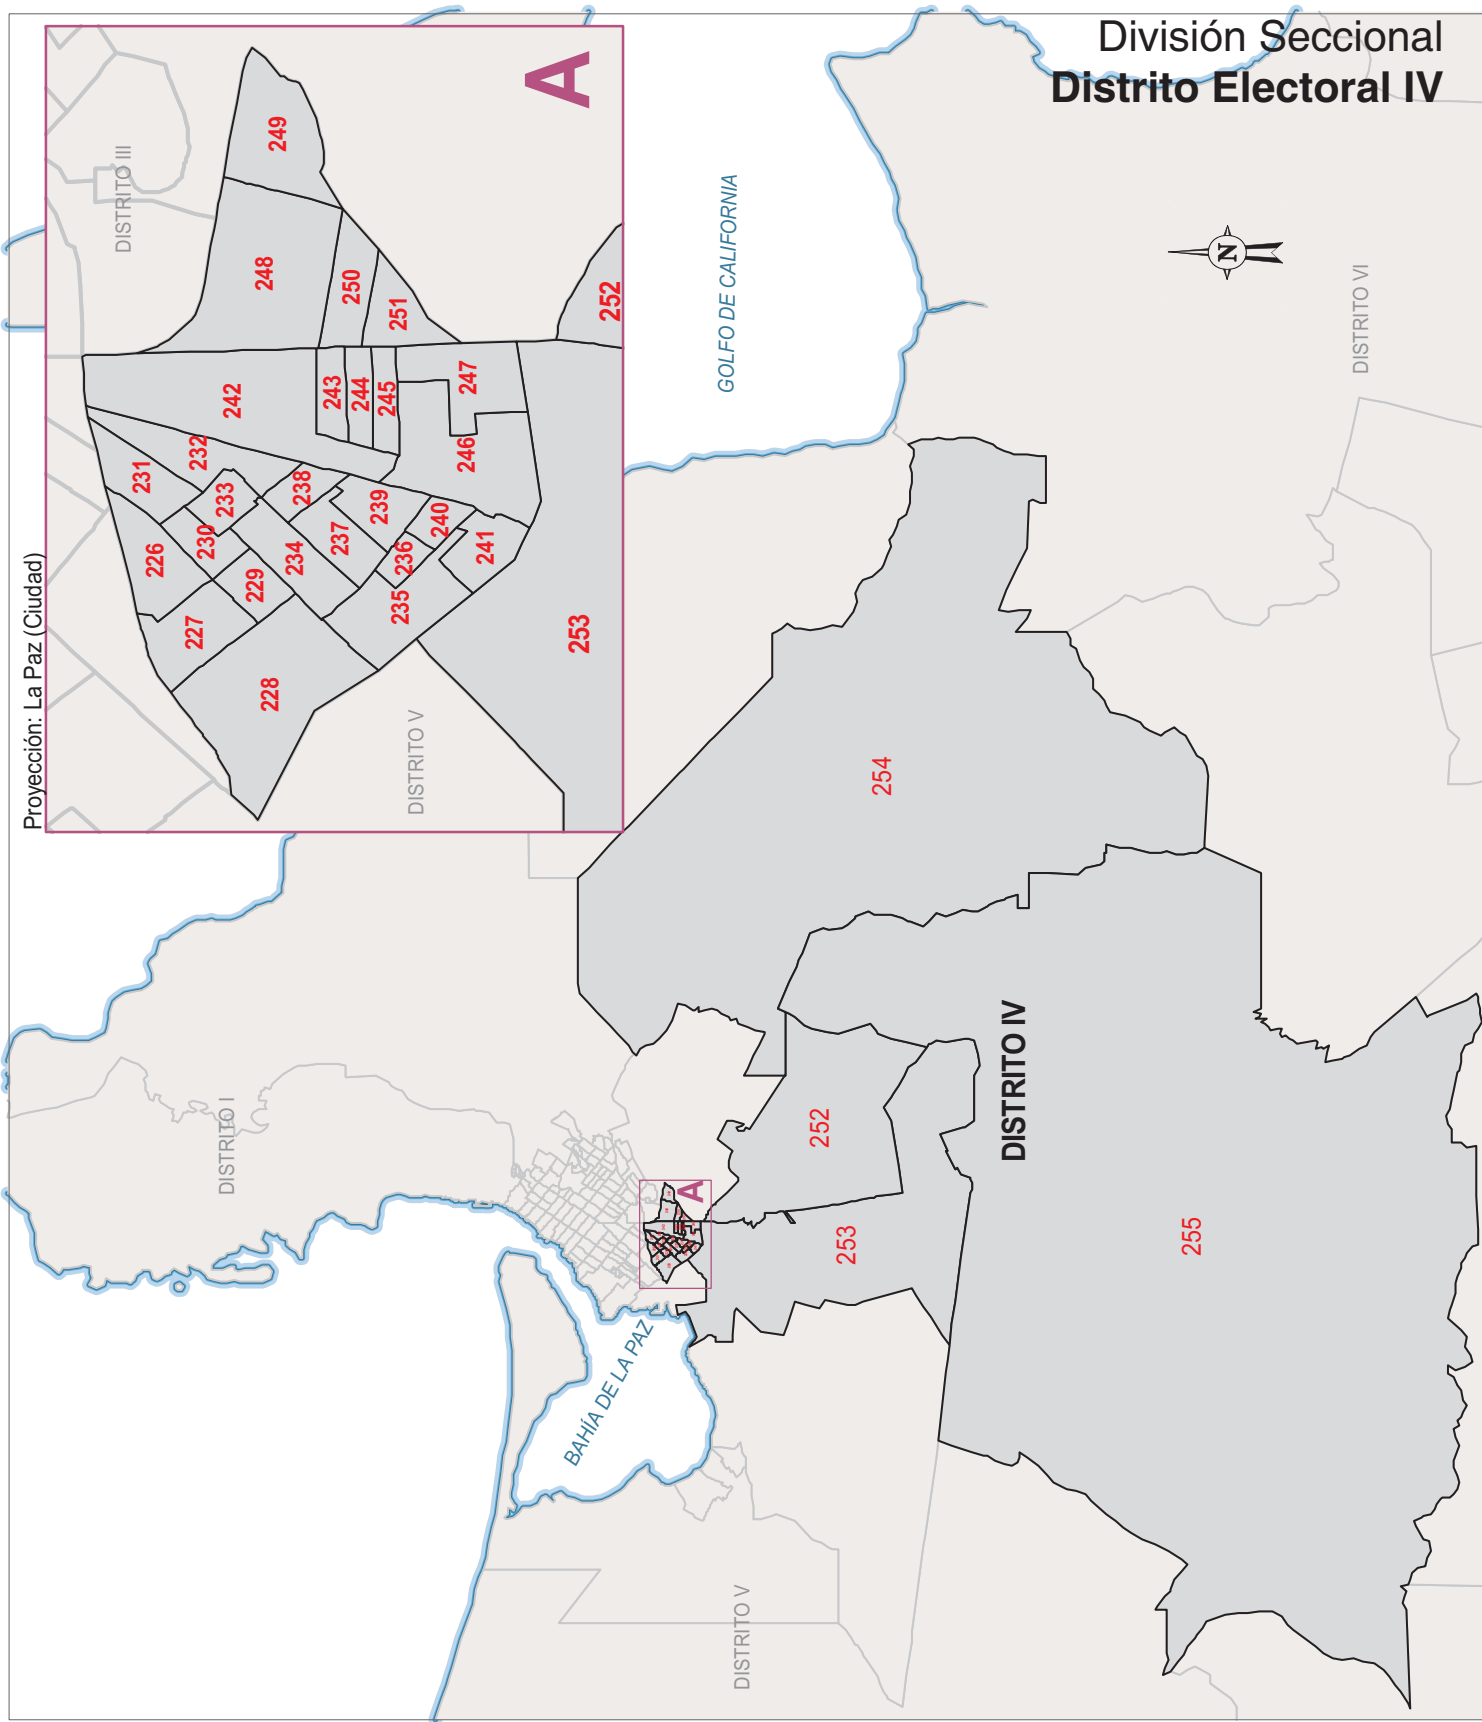 División Seccional
Distrito Electoral IV
Proyección: La Paz (Ciudad)
A
DISTRITO III
249
248
250
251
252
242
243
244
245
247
246
232
231
233
238
239
240
241
230
237
236
234
229
235
226
227
228
253
DISTRITO V
GOLFO DE CALIFORNIA
N
DISTRITO VI
254
DISTRITO I
252
DISTRITO IV
A
253
255
BAHÍA DE LA PAZ
DISTRITO V